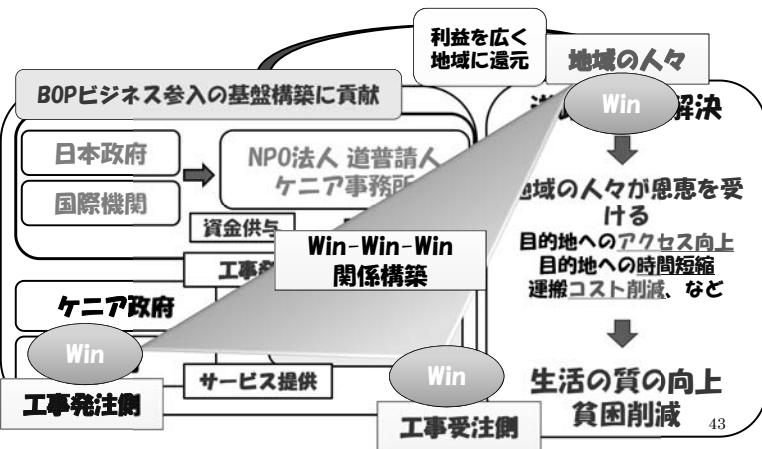 利益を広く
地域に還元
地域の人々
BOPビジネス参入の基盤構築に貢献
Win
解決
日本政府
国際機関
NPO法人 道普請人
ケニア事務所
地域の人々が恩恵を受
ける
資金供与
目的地へのアクセス向上
目的地への時間短縮
運搬コスト削減、など
Win-Win-Win
関係構築
工事発
ケニア政府
Win
サービス提供
Win
工事発注側
工事受注側
生活の質の向上
貧困削減
43